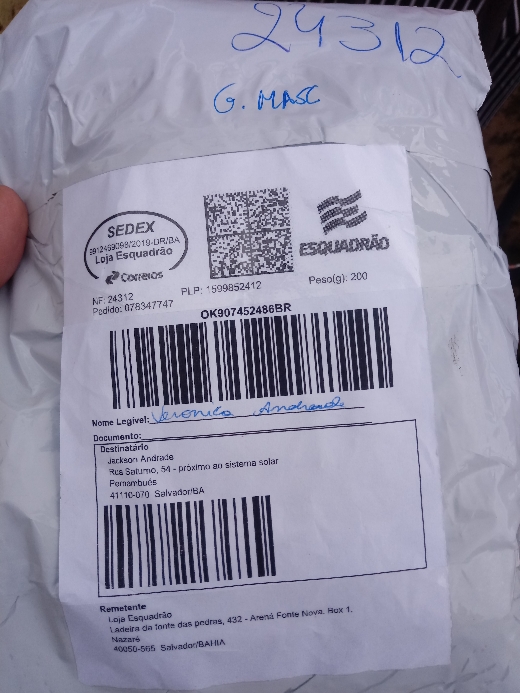 24312
G. MASC
SEDEX
9912469098/2019-DR/BA
Loja Esquadrão
Correios
ESQUADRÃO
NF: 24312
PLP: 1599852412
Peso(g): 200
Pedido: 078347747
OK907452486BR
Nome Legível: Veronica Andrade
Documento:
Destinatário
Jackson Andrade
Rua Saturno, 54 - próximo ao sistema solar
Pernambués
41110-070 Salvador/BA
Remetente
Loja Esquadrão
Ladeira da fonte das pedras, 432 - Arena Fonte Nova, Box 1,
Nazaré
40050-565 Salvador/BAHIA